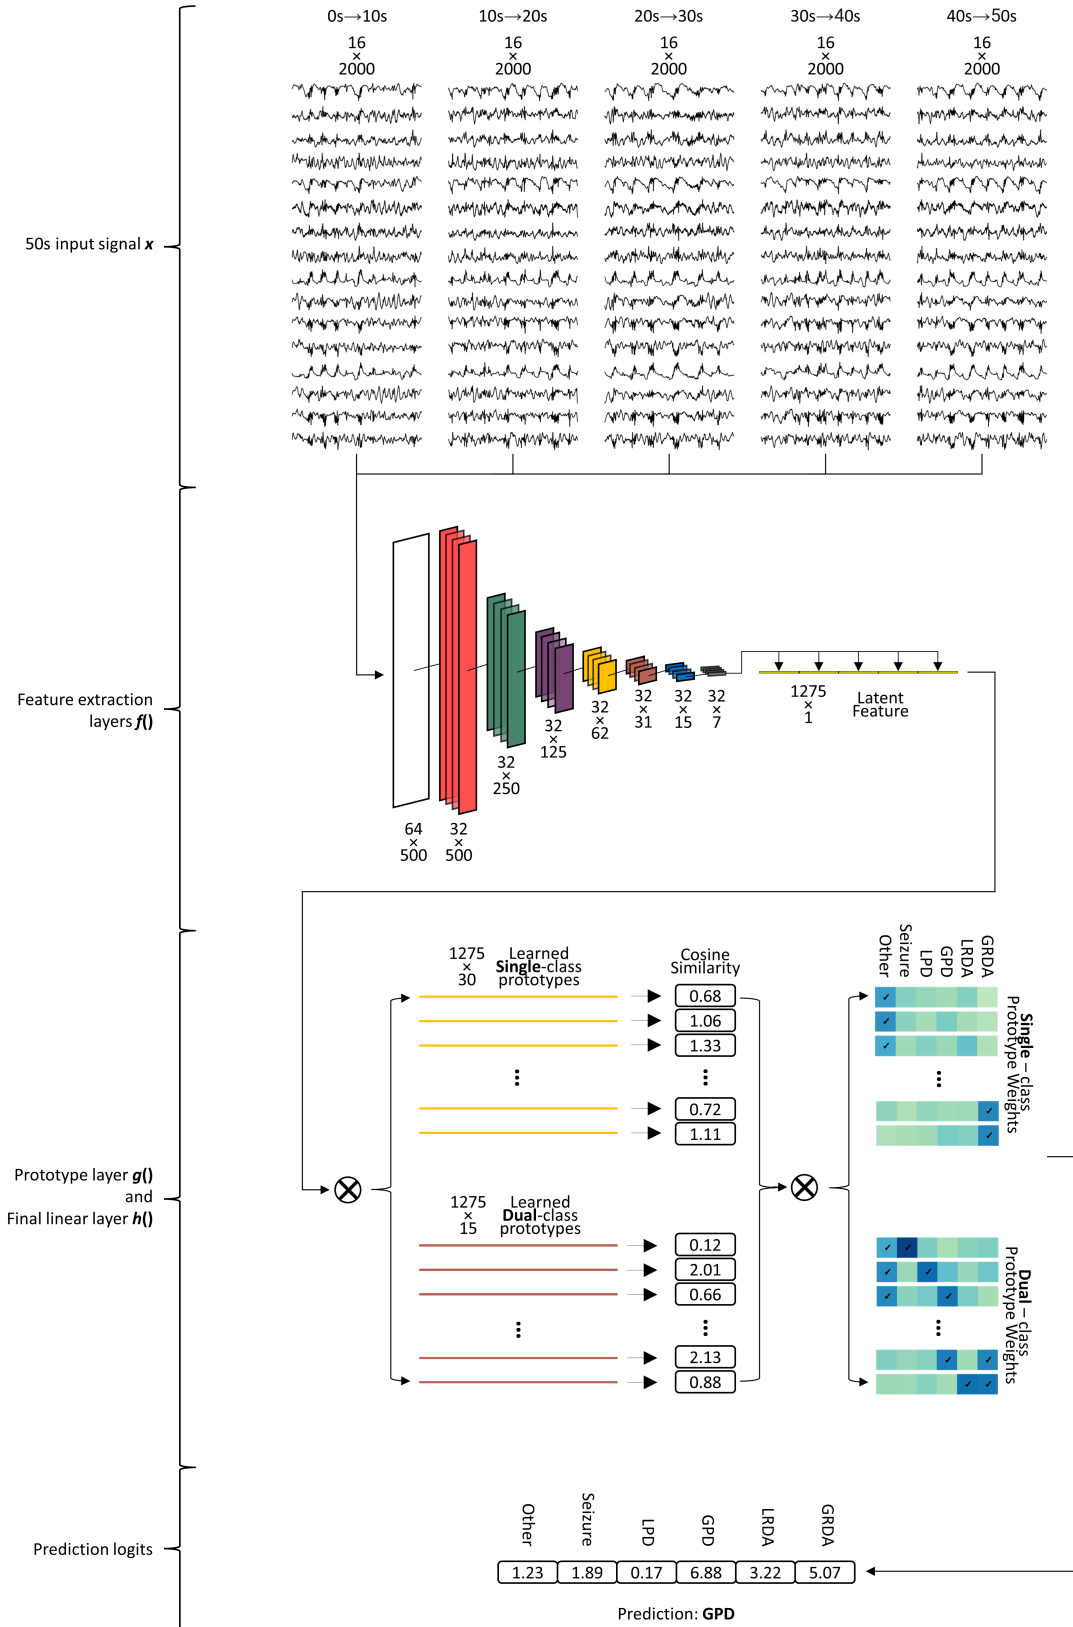 0s→10s 10s→20s 20s→30s 30s→40s 40s→50s
16 16 16 16 16
× × × × ×
2000 2000 2000 2000 2000
50s input signal x
Feature extraction
layers f()
64
×
500
32
×
500
32
×
250
32
×
125
32
×
62
32
×
31
32
×
15
32
×
7
1275
×
1
Latent
Feature
Prototype layer g()
and
Final linear layer h()
1275
×
30
Learned
Single-class
prototypes
Cosine
Similarity
0.68
1.06
1.33
...
0.72
1.11
Other Seizure LPD GPD LRDA GRDA
✓
✓
✓
...
✓
✓
Single – class
Prototype Weights
1275
×
15
Learned
Dual-class
prototypes
0.12
2.01
0.66
...
2.13
0.88
✓ ✓
✓ ✓
✓ ✓
...
✓ ✓
✓ ✓
Dual – class
Prototype Weights
Prediction logits
Other Seizure LPD GPD LRDA GRDA
1.23 1.89 0.17 6.88 3.22 5.07
Prediction: GPD